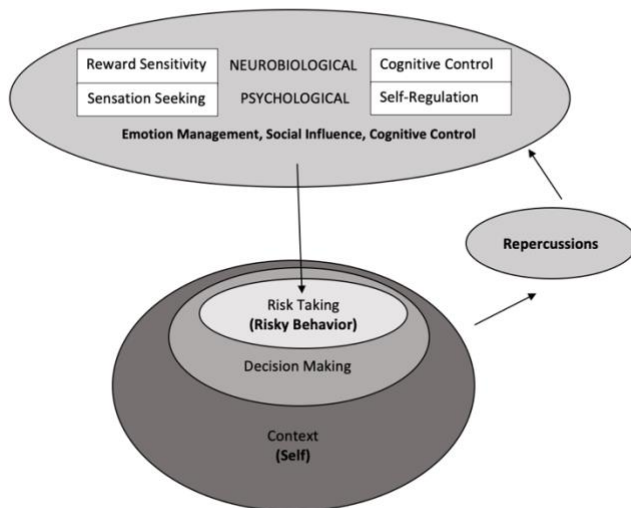 Reward Sensitivity NEUROBIOLOGICAL Cognitive Control
Sensation Seeking PSYCHOLOGICAL Self-Regulation
Emotion Management, Social Influence, Cognitive Control
Repercussions
Risk Taking
(Risky Behavior)
Decision Making
Context
(Self)